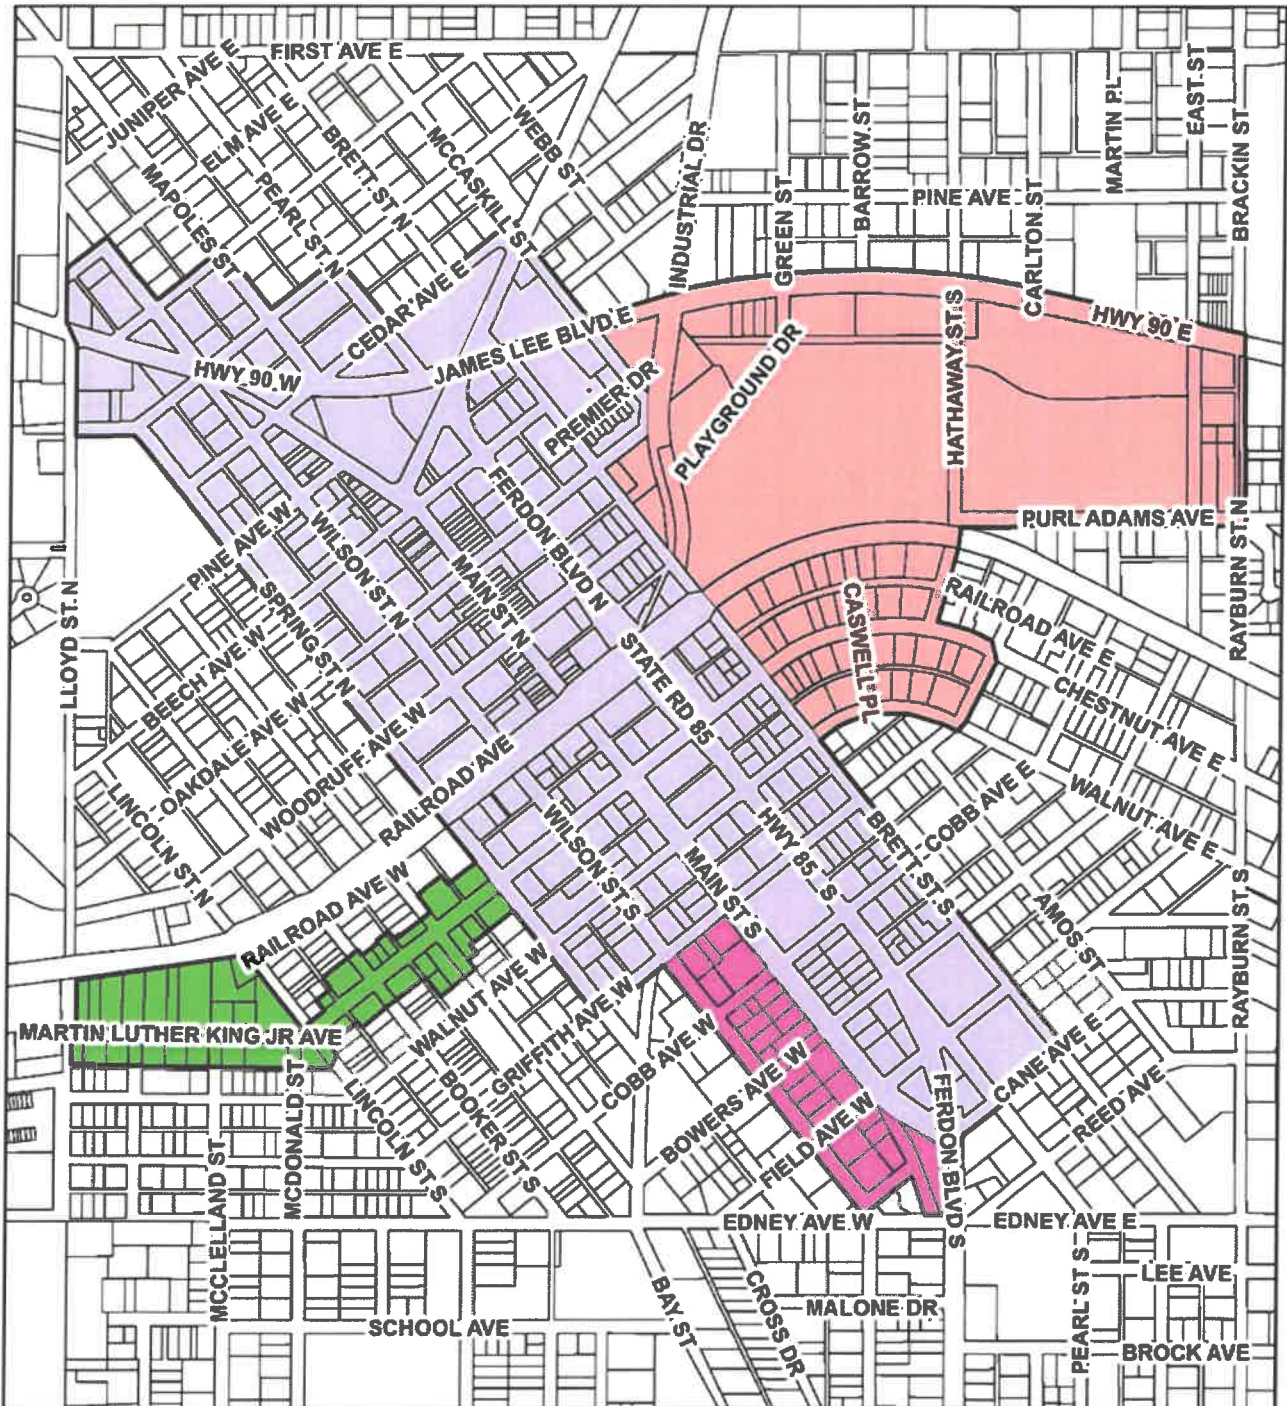 FIRST AVE E
JUNIPER AVE E
ELM AVE E
BRETT ST N
MCCASKILL ST
WEBB ST
MAPOLES ST
PEARL ST N
INDUSTRIAL DR
GREEN ST
BARROW ST
PINE AVE
CARLTON ST
MARTIN PL
EAST ST
BRACKIN ST
CEDAR AVE E
JAMES LEE BLVD E
HWY 90 W
HWY 90 E
HATHAWAY ST S
PREMIER DR
PLAYGROUND DR
PURL ADAMS AVE
FERDON BLVD N
PINE AVE W
WILSON ST N
MAIN ST N
SPRING ST N
LLOYD ST N
BEECH AVE W
OAKDALE AVE W
WOODRUFF AVE W
LINCOLN ST N
STATE RD 85
CASWELL PL
RAILROAD AVE E
RAYBURN ST N
CHESTNUT AVE E
WALNUT AVE E
COBB AVE E
RAILROAD AVE
RAILROAD AVE W
WILSON ST S
MAIN ST S
HWY 85 S
BRETT ST S
AMOS ST
RAYBURN ST S
MARTIN LUTHER KING JR AVE
WALNUT AVE W
GRIFFITH AVE W
COBB AVE W
BOWERS AVE W
FIELD AVE W
CANE AVE E
REED AVE
FERDON BLVD S
LINCOLN ST S
BOOKER ST S
MCDONALD ST
MCCLELLAND ST
EDNEY AVE W
EDNEY AVE E
LEE AVE
MALONE DR
CROSS DR
BAY ST
SCHOOL AVE
PEARL ST S
BROCK AVE